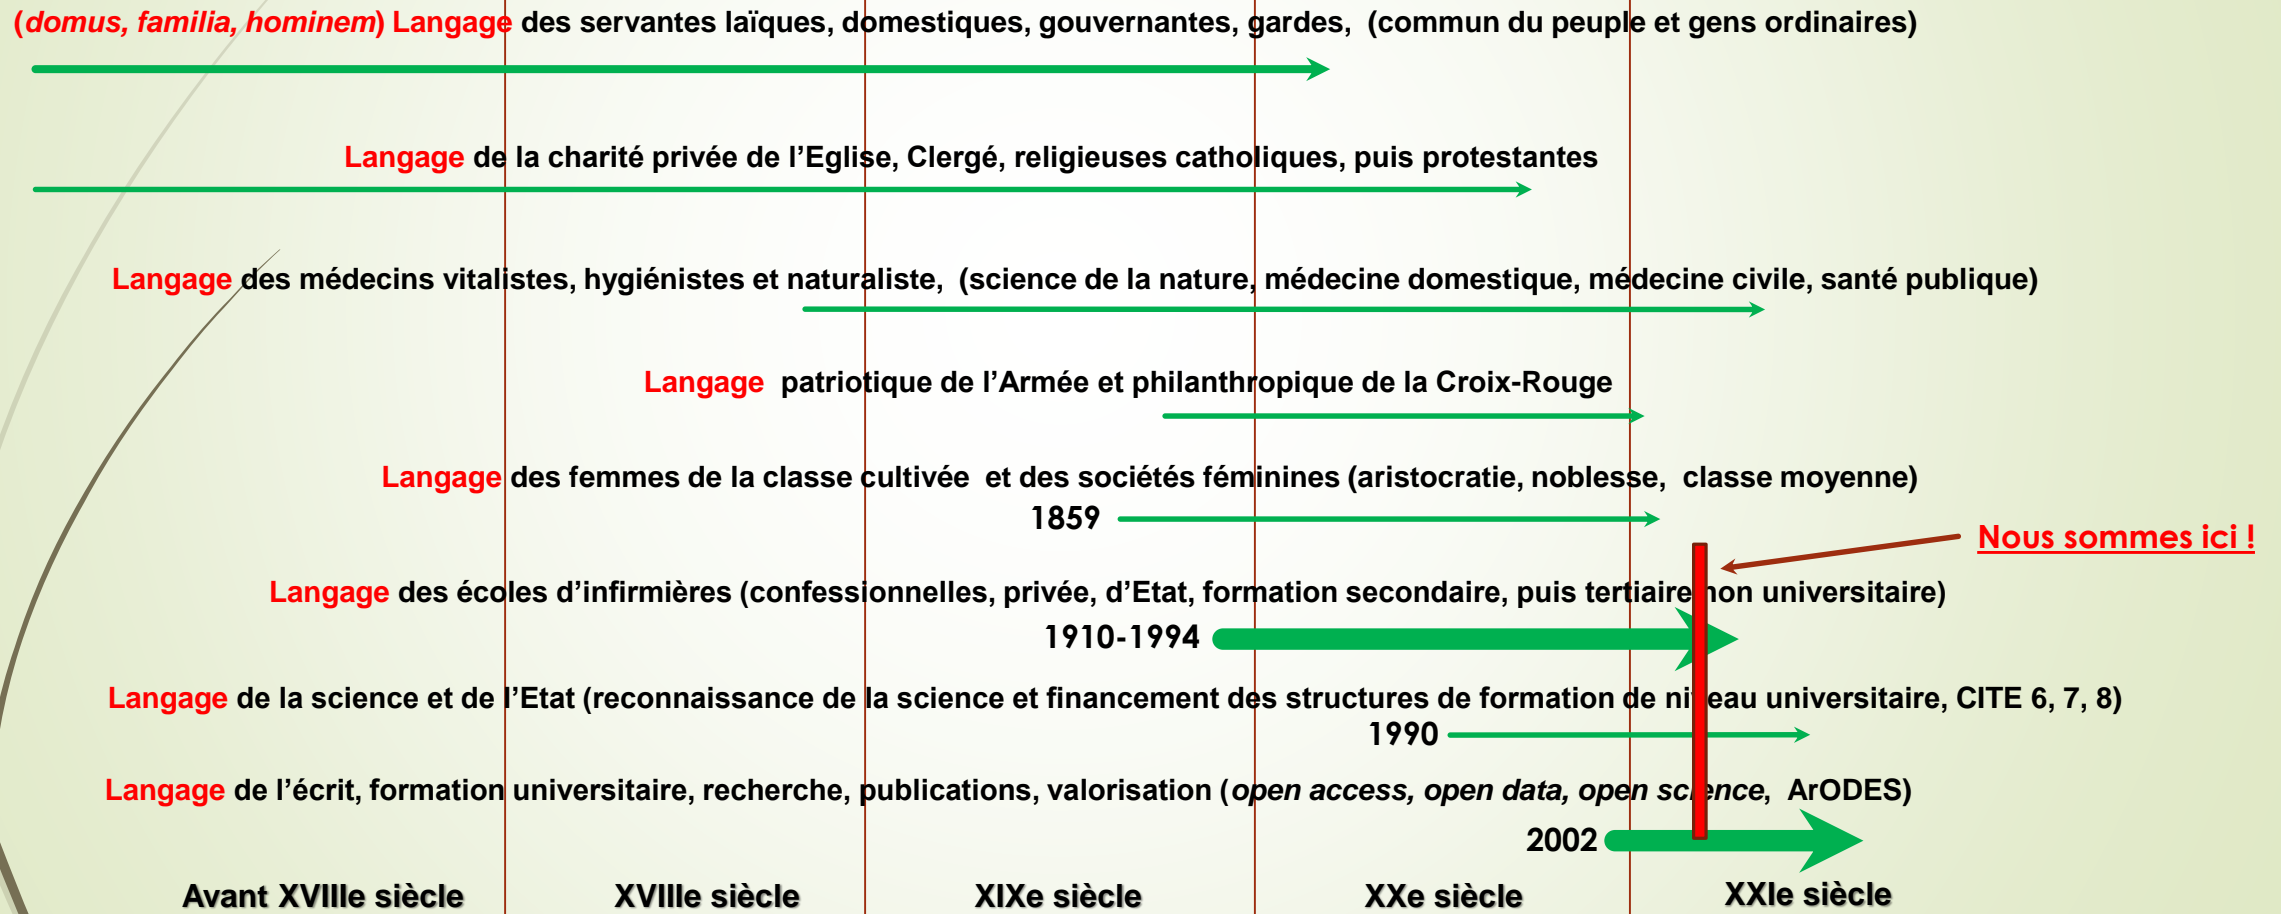 (domus, familia, hominem) Langage des servantes laïques, domestiques, gouvernantes, gardes, (commun du peuple et gens ordinaires)
Langage de la charité privée de l’Eglise, Clergé, religieuses catholiques, puis protestantes
Langage des médecins vitalistes, hygiénistes et naturaliste, (science de la nature, médecine domestique, médecine civile, santé publique)
Langage patriotique de l’Armée et philanthropique de la Croix-Rouge
Langage des femmes de la classe cultivée et des sociétés féminines (aristocratie, noblesse, classe moyenne)
1859
Nous sommes ici !
Langage des écoles d’infirmières (confessionnelles, privée, d’Etat, formation secondaire, puis tertiaire non universitaire)
1910-1994
Langage de la science et de l’Etat (reconnaissance de la science et financement des structures de formation de niveau universitaire, CITE 6, 7, 8)
1990
Langage de l’écrit, formation universitaire, recherche, publications, valorisation (open access, open data, open science, ArODES)
2002
Avant XVIIIe siècle XVIIIe siècle XIXe siècle XXe siècle XXIe siècle